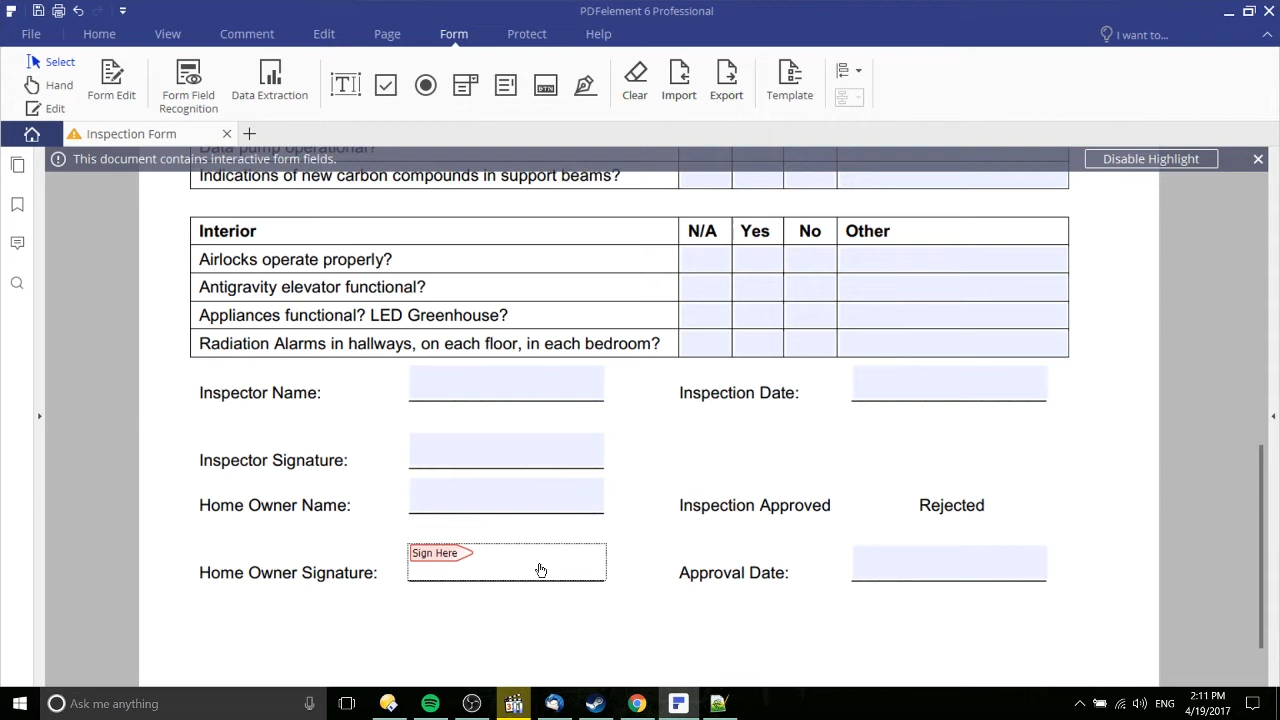 PDFelement 6 Professional
File Home View Comment Edit Page Form Protect Help I want to...
Select
Hand
Edit
Form Edit
Form Field
Recognition
Data Extraction
BTN
Clear
Import
Export
Template
Inspection Form
Data pump operational?
This document contains interactive form fields. Disable Highlight
Indications of new carbon compounds in support beams?
Interior N/A Yes No Other
Airlocks operate properly?
Antigravity elevator functional?
Appliances functional? LED Greenhouse?
Radiation Alarms in hallways, on each floor, in each bedroom?
Inspector Name: Inspection Date:
Inspector Signature:
Home Owner Name: Inspection Approved Rejected
Sign Here
Home Owner Signature: Approval Date:
Ask me anything
ENG
2:11 PM
4/19/2017